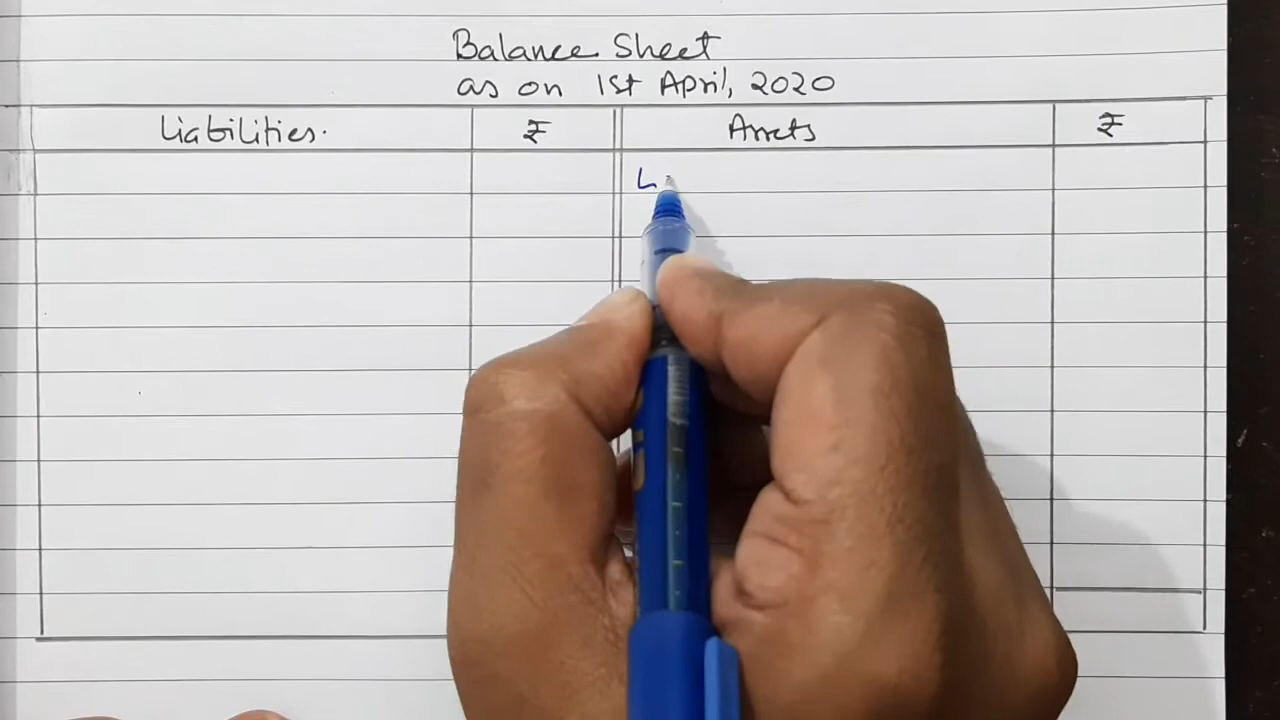 Balance Sheet
as on 1st April, 2020
Liabilities. ₹ Assets ₹
L